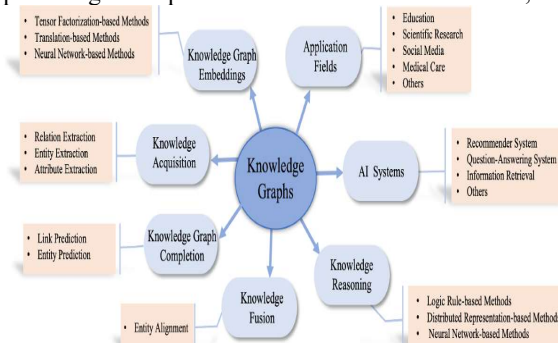 • Tensor Factorization-based Methods
• Translation-based Methods
• Neural Network-based Methods
Knowledge Graph
Embeddings
Application
Fields
• Education
• Scientific Research
• Social Media
• Medical Care
• Others
• Relation Extraction
• Entity Extraction
• Attribute Extraction
Knowledge
Acquisition
Knowledge
Graphs
AI Systems
• Recommender System
• Question-Answering System
• Information Retrieval
• Others
• Link Prediction
• Entity Prediction
Knowledge Graph
Completion
Knowledge
Reasoning
• Logic Rule-based Methods
• Distributed Representation-based Methods
• Neural Network-based Methods
• Entity Alignment
Knowledge
Fusion